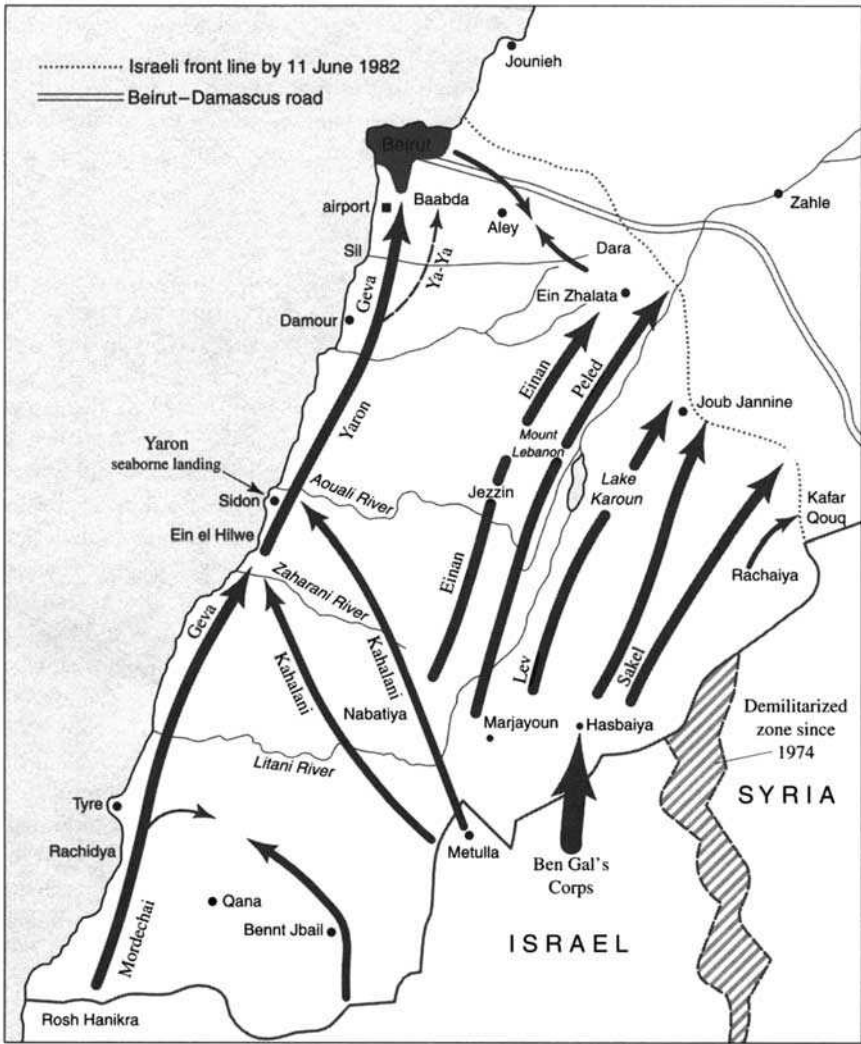 Israeli front line by 11 June 1982
Beirut–Damascus road
Jounieh
Beirut
Zahle
airport
Baabda
Aley
Sil
Dara
Geva
Ya-Ya
Ein Zhalata
Damour
Einan
Peled
Joub Jannine
Yaron
Mount
Lebanon
Yaron
seaborne landing
Jezzin
Lake
Karoun
Sidon
Aouali River
Kafar
Qouq
Ein el Hilwe
Rachaiya
Einan
Zaharani River
Geva
Kahalani
Kahalani
Lev
Sakel
Nabatiya
Marjayoun
Hasbaiya
Demilitarized
zone since
1974
Litani River
SYRIA
Tyre
Rachidya
Metulla
Ben Gal's
Corps
Qana
Bennt Jbail
ISRAEL
Mordechai
Rosh Hanikra